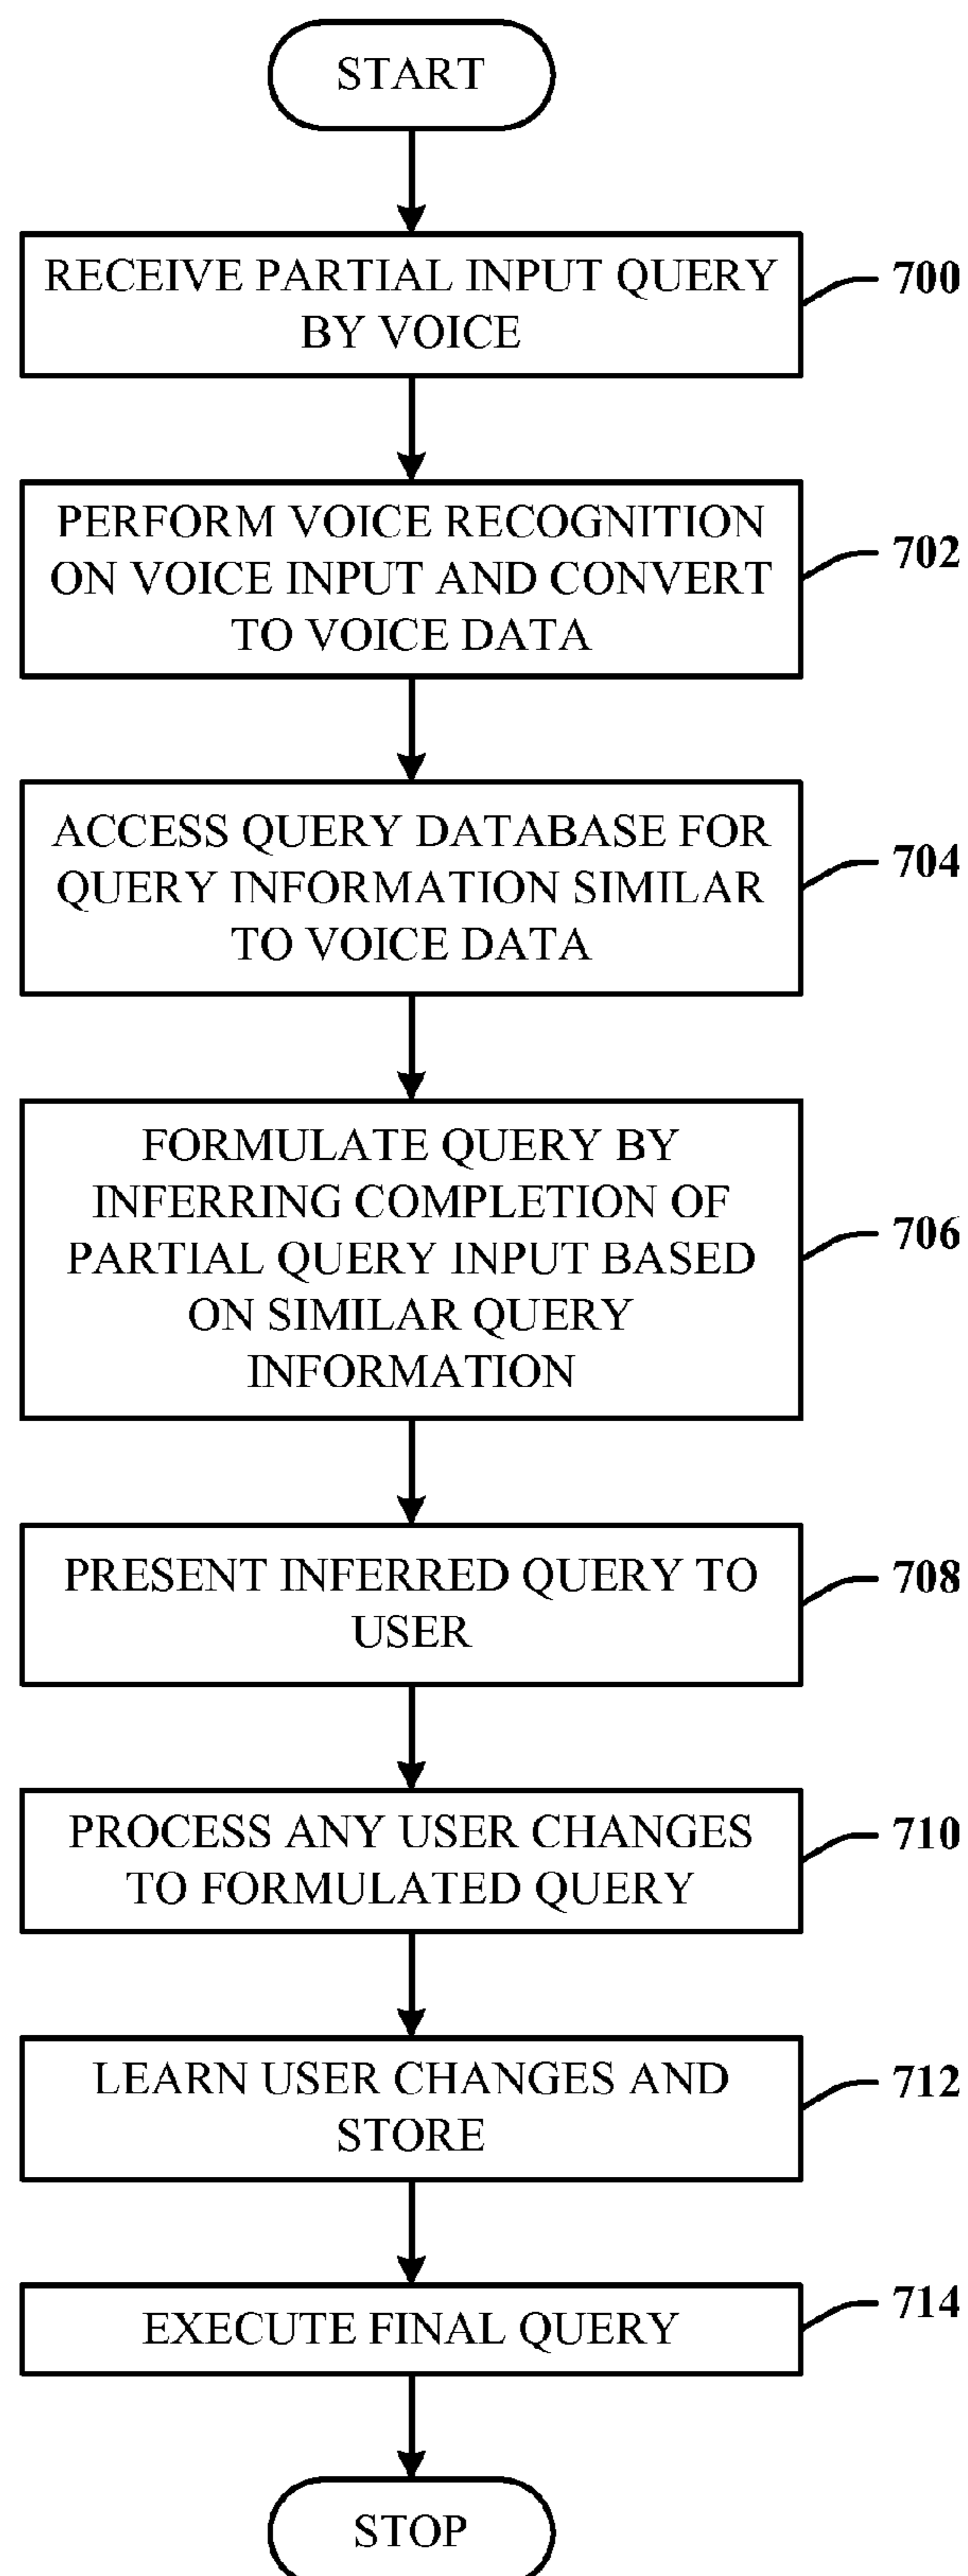 START
RECEIVE PARTIAL INPUT QUERY
BY VOICE
700
PERFORM VOICE RECOGNITION
ON VOICE INPUT AND CONVERT
TO VOICE DATA
702
ACCESS QUERY DATABASE FOR
QUERY INFORMATION SIMILAR
TO VOICE DATA
704
FORMULATE QUERY BY
INFERRING COMPLETION OF
PARTIAL QUERY INPUT BASED
ON SIMILAR QUERY
INFORMATION
706
PRESENT INFERRED QUERY TO
USER
708
PROCESS ANY USER CHANGES
TO FORMULATED QUERY
710
LEARN USER CHANGES AND
STORE
712
EXECUTE FINAL QUERY
714
STOP